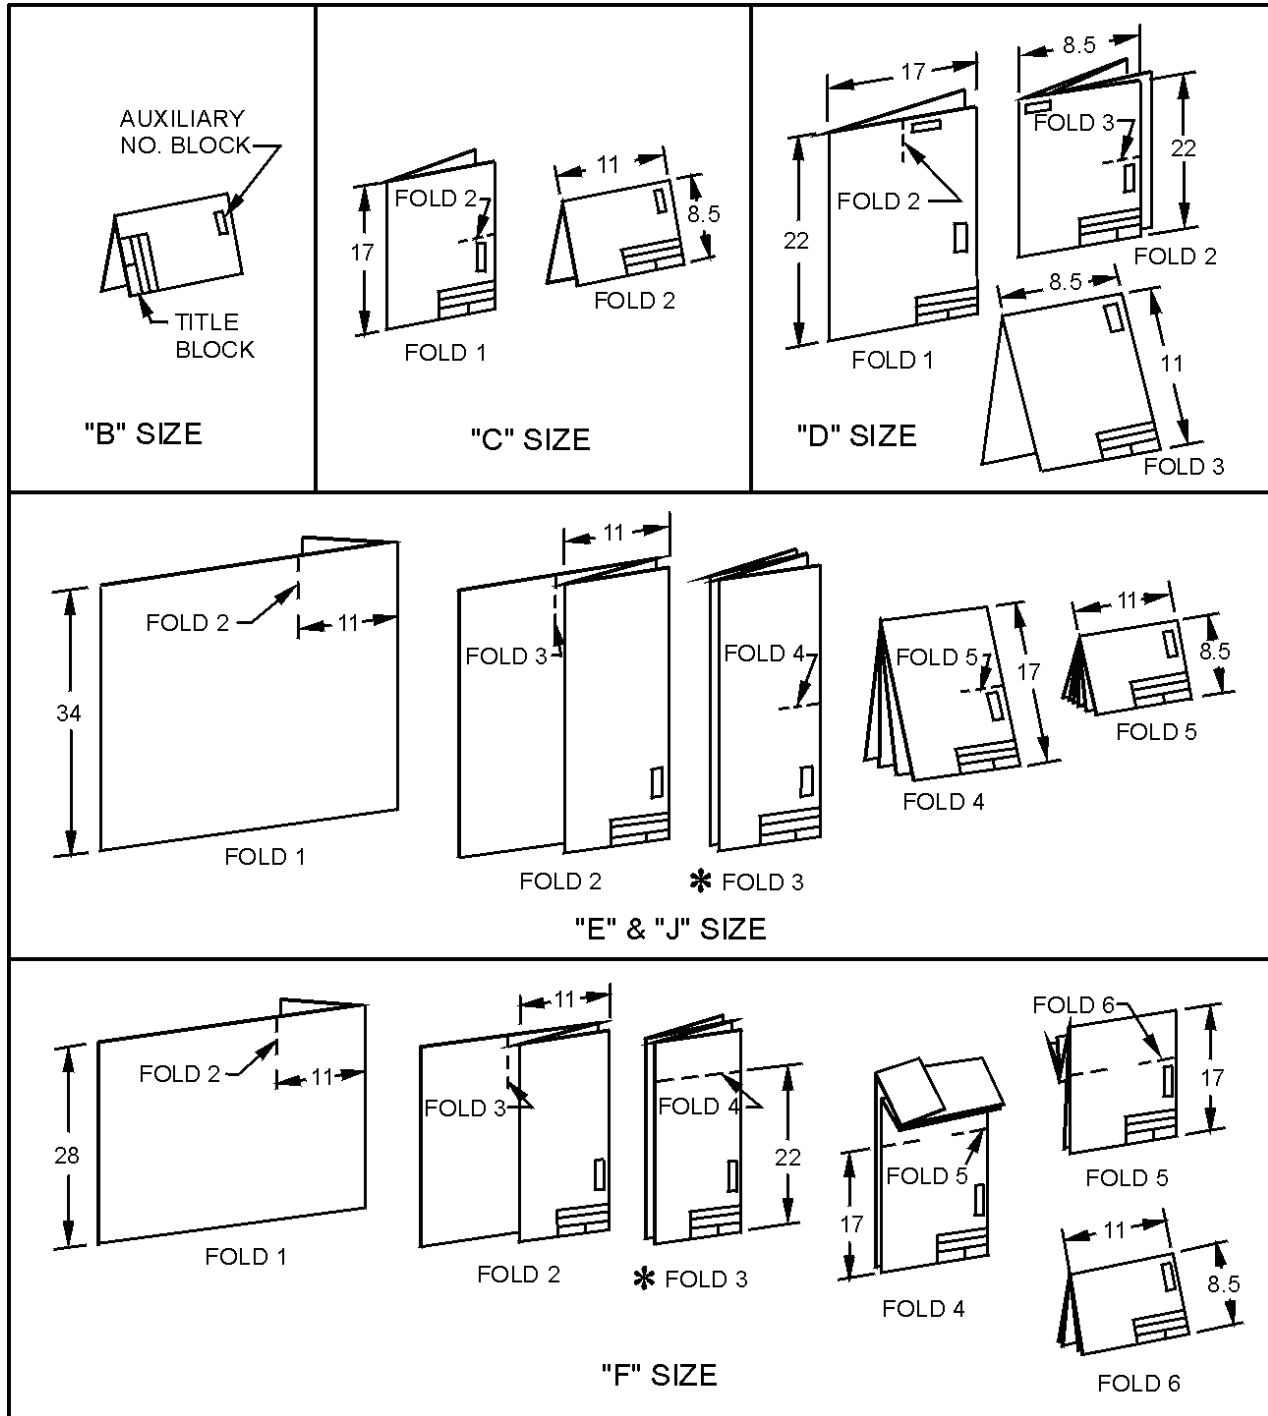 AUXILIARY
NO. BLOCK
TITLE
BLOCK
"B" SIZE
FOLD 2
17
FOLD 1
11
8.5
FOLD 2
"C" SIZE
17
FOLD 2
22
FOLD 1
8.5
FOLD 3
22
FOLD 2
8.5
11
FOLD 3
"D" SIZE
34
FOLD 2
11
FOLD 1
11
FOLD 3
FOLD 2
FOLD 4
* FOLD 3
FOLD 5
17
FOLD 4
11
8.5
FOLD 5
"E" & "J" SIZE
28
FOLD 2
11
FOLD 1
11
FOLD 3
FOLD 2
FOLD 4
22
* FOLD 3
FOLD 5
17
FOLD 4
FOLD 6
17
FOLD 5
11
8.5
FOLD 6
"F" SIZE